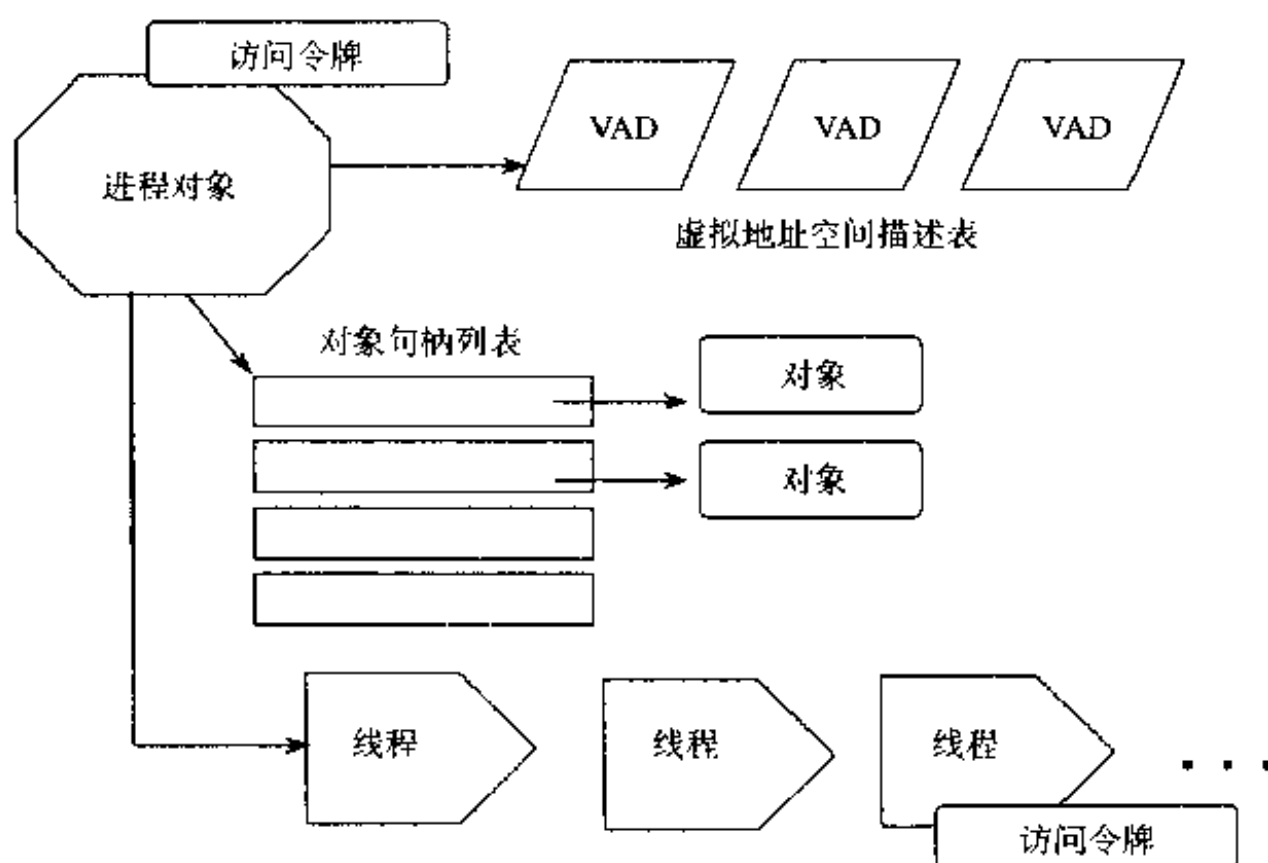 访问令牌
进程对象
VAD
VAD
VAD
虚拟地址空间描述表
对象句柄列表
对象
对象
线程
线程
线程
. . .
访问令牌